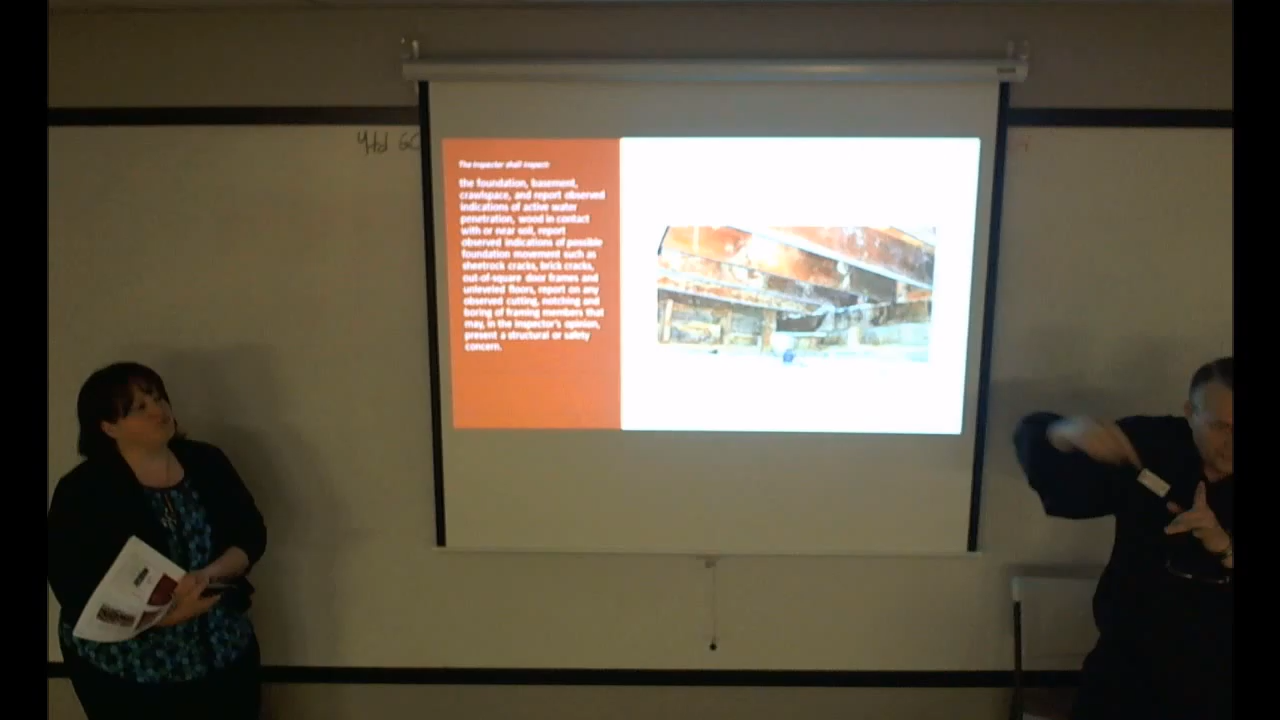 Ytd GC
The inspector shall inspect:
the foundation, basement,
crawlspace, and report observed
indications of active water
penetration, wood in contact
with or near soil, report
observed indications of possible
foundation movement such as
sheetrock cracks, brick cracks,
out-of-square door frames and
unleveled floors, report on any
observed cutting, notching and
boring of framing members that
may, in the inspector's opinion,
present a structural or safety
concern.